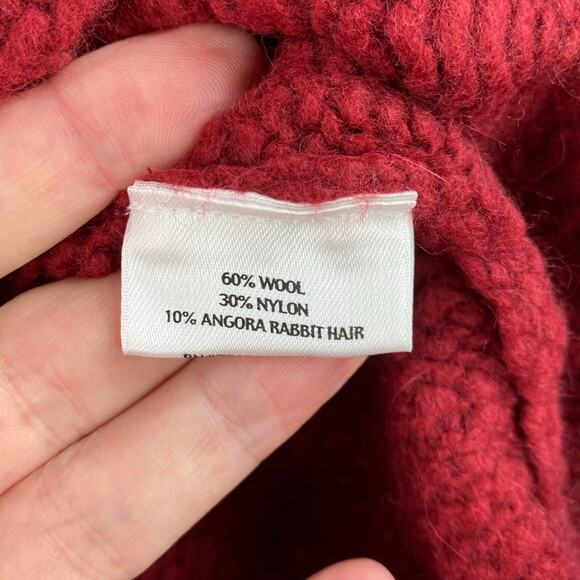 60% WOOL
30% NYLON
10% ANGORA RABBIT HAIR